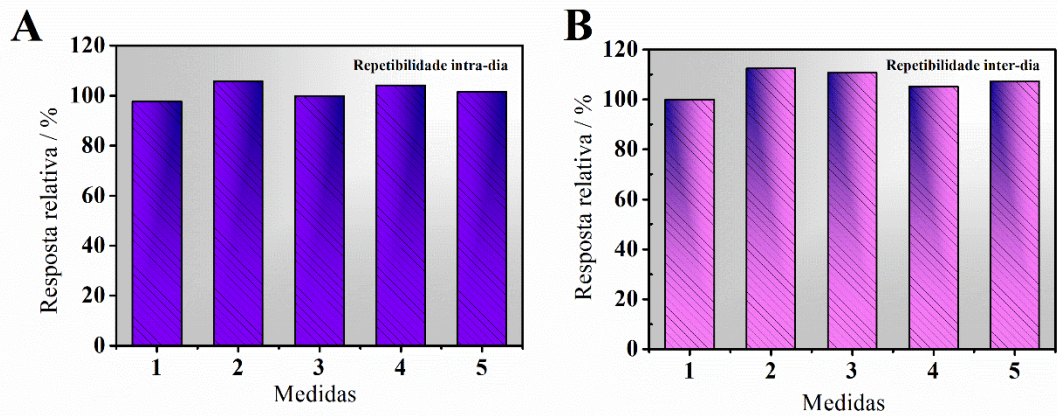 A
Repetibilidade intra-dia
Resposta relativa / %
120
100
80
60
40
20
0
1 2 3 4 5
Medidas
B
Repetibilidade inter-dia
Resposta relativa / %
120
100
80
60
40
20
0
1 2 3 4 5
Medidas